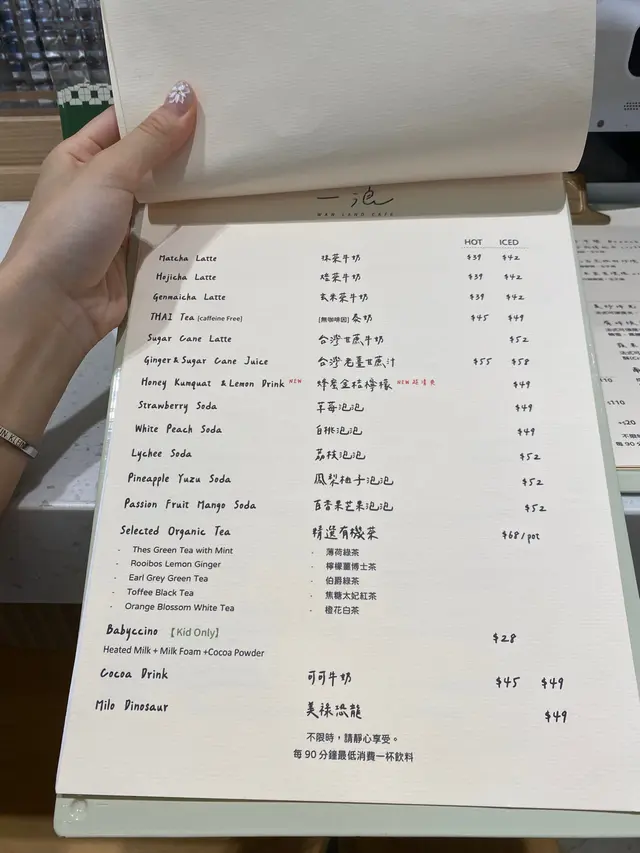 一浪
WAN LAND CAFE
HOT ICED
Matcha Latte 抹茶牛奶 $39 $42
Hojicha Latte 焙茶牛奶 $39 $42
Genmaicha Latte 玄米茶牛奶 $39 $42
THAI Tea [caffeine Free] [無咖啡因] 泰奶 $45 $49
Sugar Cane Latte 台灣甘蔗牛奶 $52
Ginger & Sugar Cane Juice 台灣老薑甘蔗汁 $55 $58
Honey Kumquat & Lemon Drink NEW 蜂蜜金桔檸檬 NEW $49
Strawberry Soda 草莓泡泡 $49
White Peach Soda 白桃泡泡 $49
Lychee Soda 荔枝泡泡 $52
Pineapple Yuzu Soda 鳳梨柚子泡泡 $52
Passion Fruit Mango Soda 百香果芒果泡泡 $52
Selected Organic Tea 精選有機茶 $68/pot
- Thes Green Tea with Mint - 薄荷綠茶
- Rooibos Lemon Ginger - 檸檬薑博士茶
- Earl Grey Green Tea - 伯爵綠茶
- Toffee Black Tea - 焦糖太妃紅茶
- Orange Blossom White Tea - 橙花白茶
Babyccino 【Kid Only】 $28
Heated Milk + Milk Foam +Cocoa Powder
Cocoa Drink 可可牛奶 $45 $49
Milo Dinosaur 美祿恐龍 $49
不限時，請靜心享受。
每 90 分鐘最低消費一杯飲料